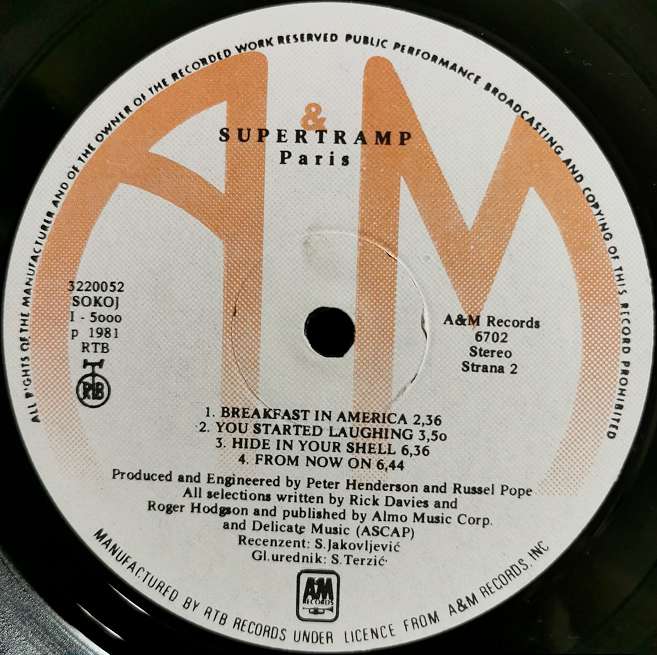 ALL RIGHTS OF THE MANUFACTURER AND OF THE OWNER OF THE RECORDED WORK RESERVED PUBLIC PERFORMANCE BROADCASTING AND COPYING OF THIS RECORD PROHIBITED
A&M
SUPERTRAMP
Paris
3220052
SOKOJ
I - 5000
p 1981
RTB
RTB
A&M Records
6702
Stereo
Strana 2
1. BREAKFAST IN AMERICA 2,36
2. YOU STARTED LAUGHING 3,50
3. HIDE IN YOUR SHELL 6,36
4. FROM NOW ON 6,44
Produced and Engineered by Peter Henderson and Russel Pope
All selections written by Rick Davies and
Roger Hodgson and published by Almo Music Corp.
and Delicate Music (ASCAP)
Recenzent: S.Jakovljević
Gl.urednik: S.Terzić
A&M
RECORDS
MANUFACTURED BY RTB RECORDS UNDER LICENCE FROM A&M RECORDS, INC